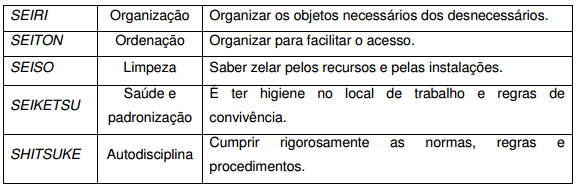 SEIRI Organização Organizar os objetos necessários dos desnecessários.
SEITON Ordenação Organizar para facilitar o acesso.
SEISO Limpeza Saber zelar pelos recursos e pelas instalações.
SEIKETSU Saúde e padronização É ter higiene no local de trabalho e regras de
convivência.
SHITSUKE Autodisciplina Cumprir rigorosamente as normas, regras e
procedimentos.